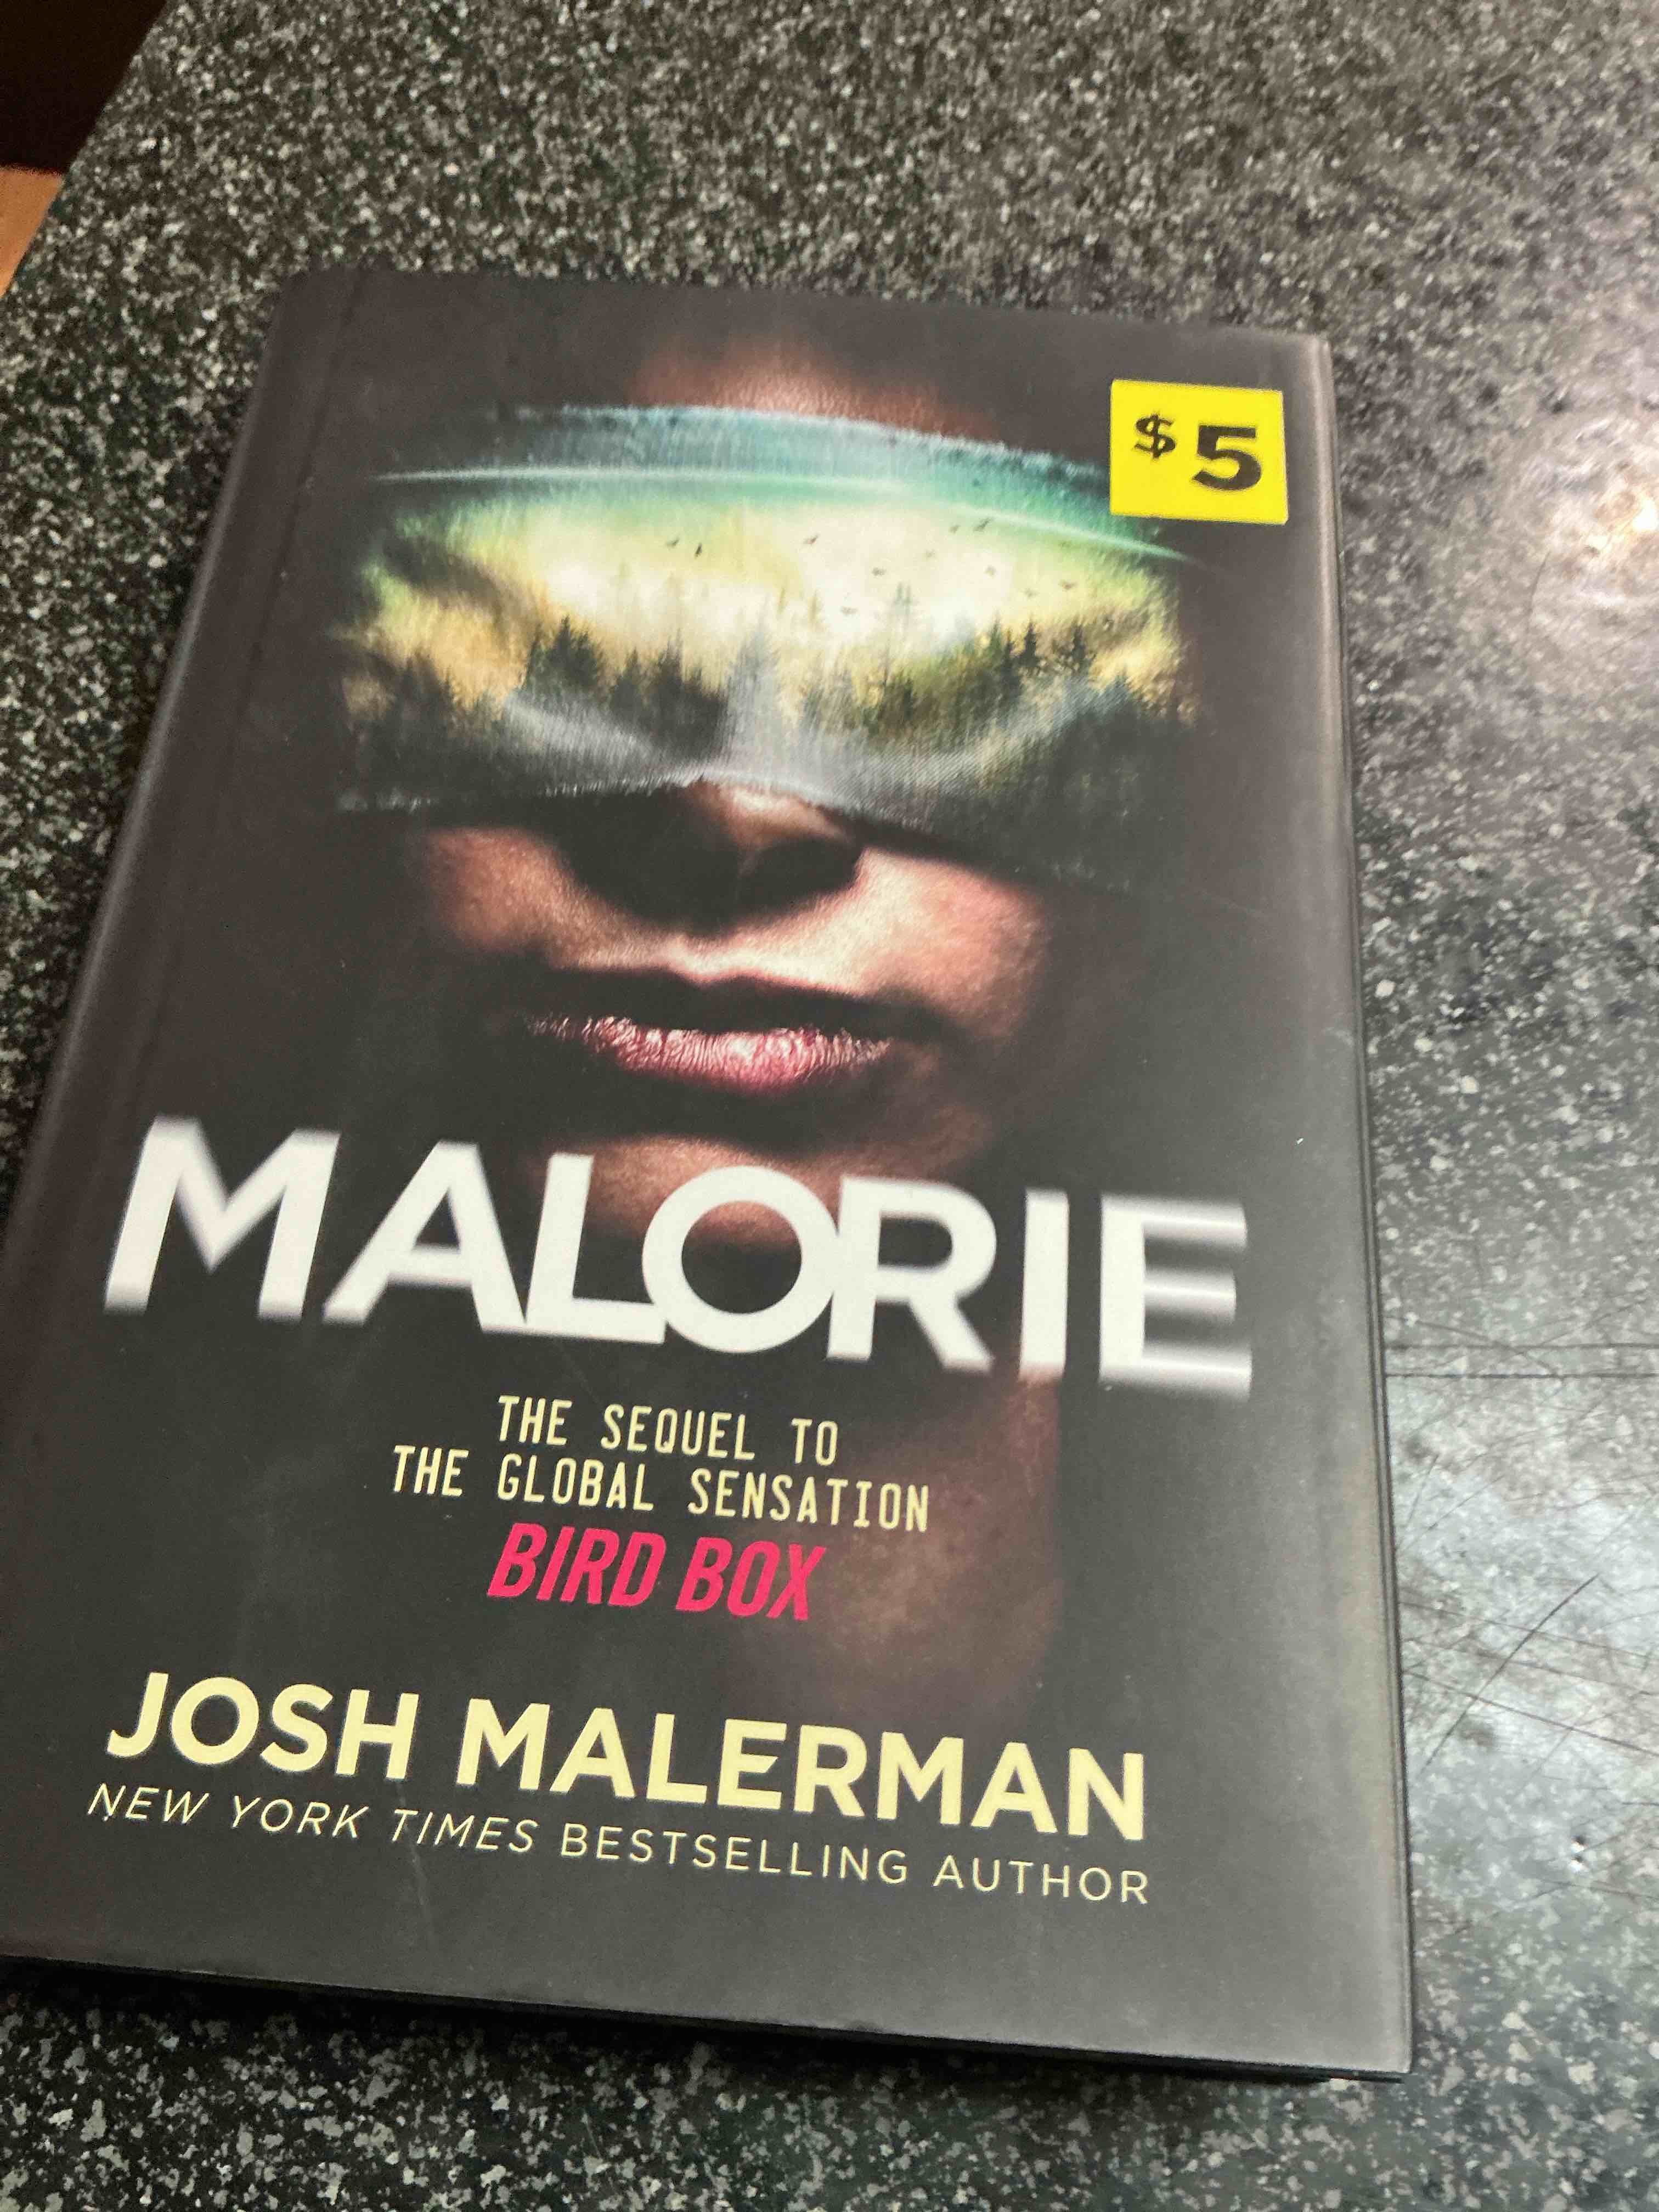 $5
MALORIE
THE SEQUEL TO
THE GLOBAL SENSATION
BIRD BOX
JOSH MALERMAN
NEW YORK TIMES BESTSELLING AUTHOR